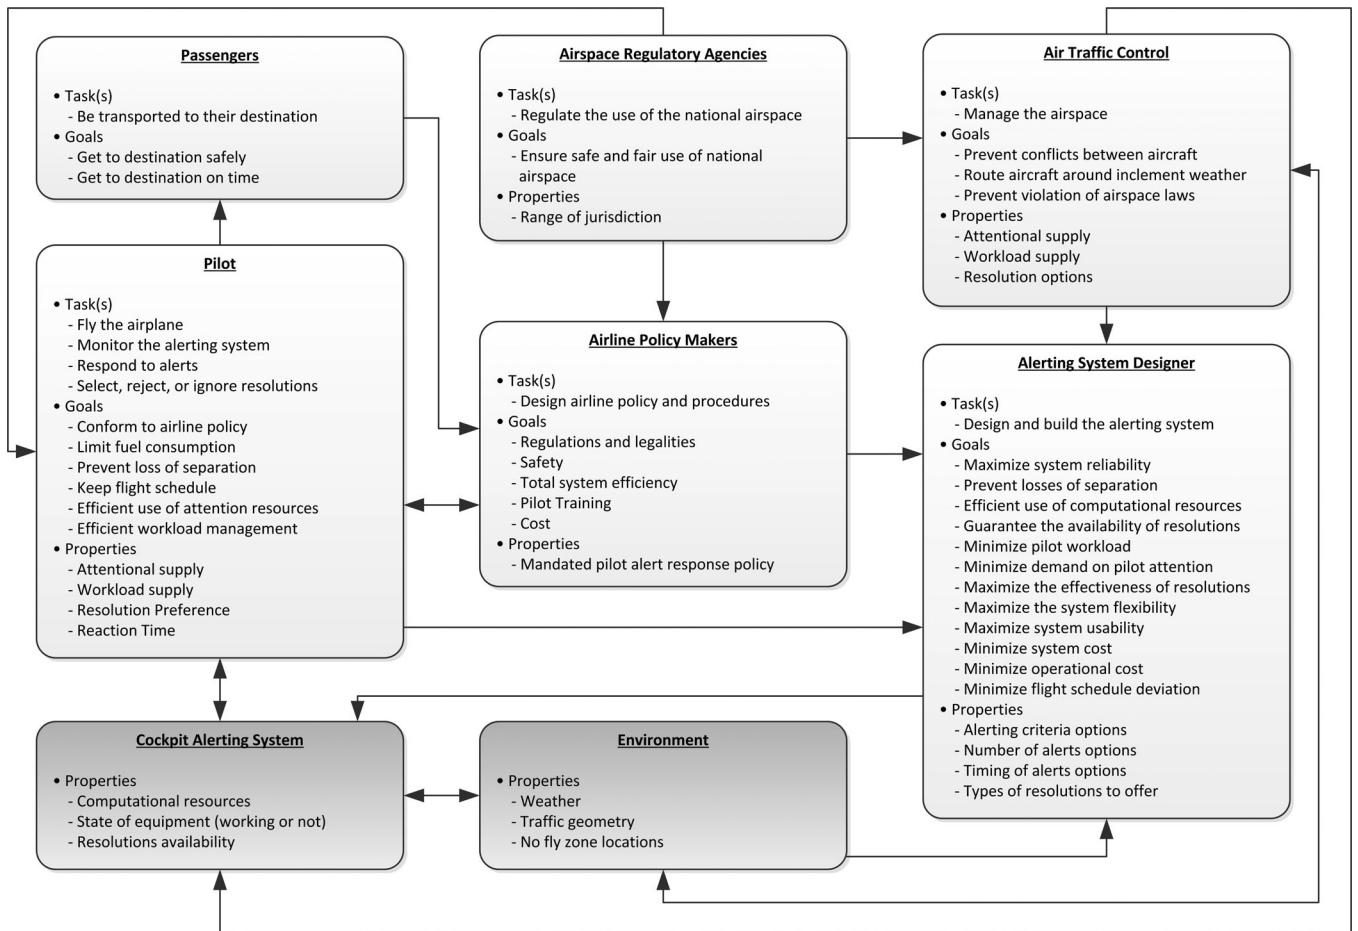 Passengers
• Task(s)
- Be transported to their destination
• Goals
- Get to destination safely
- Get to destination on time
Airspace Regulatory Agencies
• Task(s)
- Regulate the use of the national airspace
• Goals
- Ensure safe and fair use of national
airspace
• Properties
- Range of jurisdiction
Air Traffic Control
• Task(s)
- Manage the airspace
• Goals
- Prevent conflicts between aircraft
- Route aircraft around inclement weather
- Prevent violation of airspace laws
• Properties
- Attentional supply
- Workload supply
- Resolution options
Pilot
• Task(s)
- Fly the airplane
- Monitor the alerting system
- Respond to alerts
- Select, reject, or ignore resolutions
• Goals
- Conform to airline policy
- Limit fuel consumption
- Prevent loss of separation
- Keep flight schedule
- Efficient use of attention resources
- Efficient workload management
• Properties
- Attentional supply
- Workload supply
- Resolution Preference
- Reaction Time
Airline Policy Makers
• Task(s)
- Design airline policy and procedures
• Goals
- Regulations and legalities
- Safety
- Total system efficiency
- Pilot Training
- Cost
• Properties
- Mandated pilot alert response policy
Alerting System Designer
• Task(s)
- Design and build the alerting system
• Goals
- Maximize system reliability
- Prevent losses of separation
- Efficient use of computational resources
- Guarantee the availability of resolutions
- Minimize pilot workload
- Minimize demand on pilot attention
- Maximize the effectiveness of resolutions
- Maximize the system flexibility
- Maximize system usability
- Minimize system cost
- Minimize operational cost
- Minimize flight schedule deviation
• Properties
- Alerting criteria options
- Number of alerts options
- Timing of alerts options
- Types of resolutions to offer
Cockpit Alerting System
• Properties
- Computational resources
- State of equipment (working or not)
- Resolutions availability
Environment
• Properties
- Weather
- Traffic geometry
- No fly zone locations